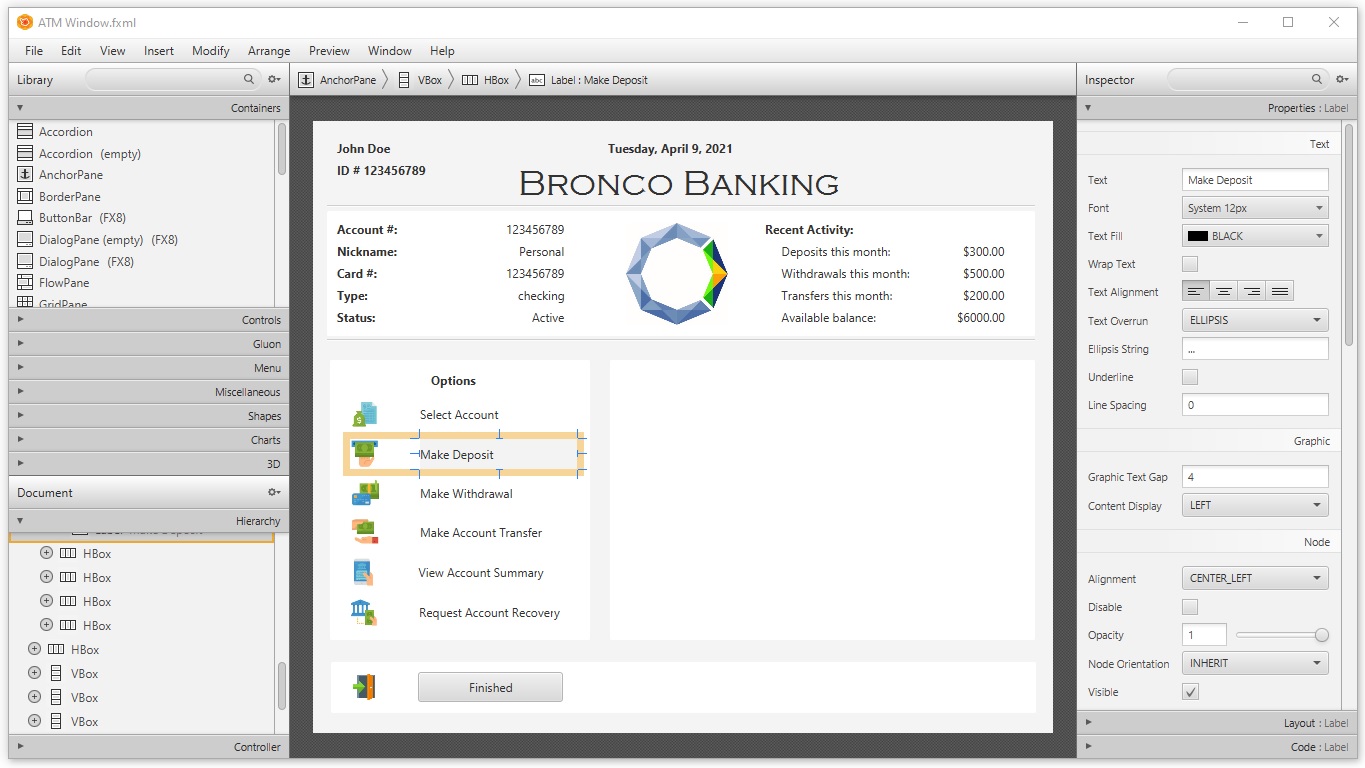 ATM Window.fxml
File Edit View Insert Modify Arrange Preview Window Help
Library
Containers
Accordion
Accordion (empty)
AnchorPane
BorderPane
ButtonBar (FX8)
DialogPane (empty) (FX8)
DialogPane (FX8)
FlowPane
GridPane
Controls
Gluon
Menu
Miscellaneous
Shapes
Charts
3D
Document
Hierarchy
HBox
HBox
HBox
HBox
HBox
VBox
VBox
VBox
Controller
AnchorPane VBox HBox abc Label : Make Deposit
John Doe
Tuesday, April 9, 2021
ID # 123456789
BRONCO BANKING
Account #: 123456789
Nickname: Personal
Card #: 123456789
Type: checking
Status: Active
Recent Activity:
Deposits this month: $300.00
Withdrawals this month: $500.00
Transfers this month: $200.00
Available balance: $6000.00
Options
Select Account
Make Deposit
Make Withdrawal
Make Account Transfer
View Account Summary
Request Account Recovery
Finished
Inspector
Properties : Label
Text
Text Make Deposit
Font System 12px
Text Fill BLACK
Wrap Text
Text Alignment
Text Overrun ELLIPSIS
Ellipsis String ...
Underline
Line Spacing 0
Graphic
Graphic Text Gap 4
Content Display LEFT
Node
Alignment CENTER_LEFT
Disable
Opacity 1
Node Orientation INHERIT
Visible
Layout : Label
Code : Label